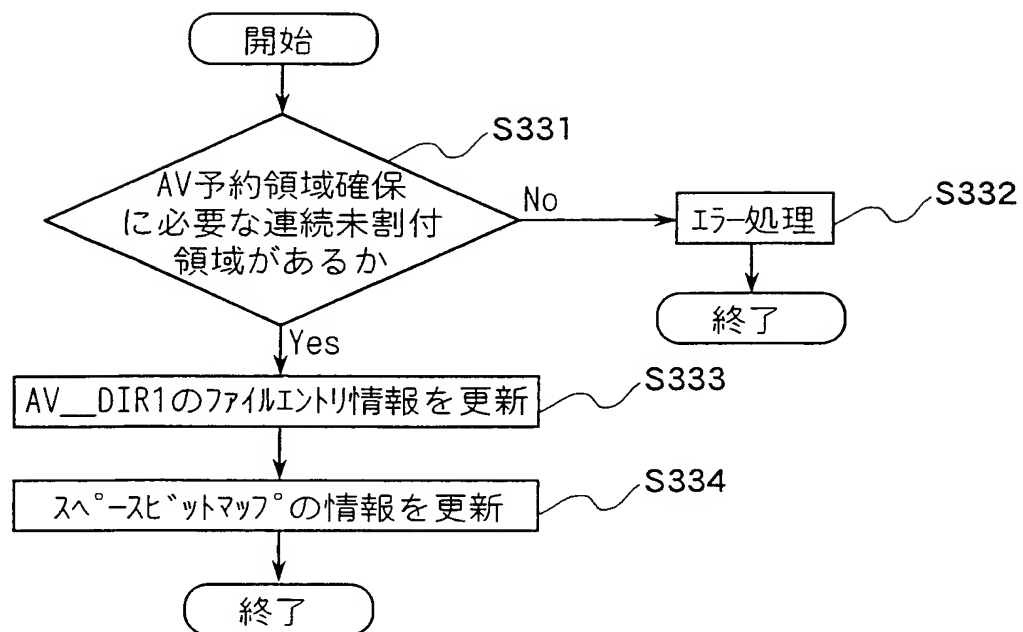 開始
S331
AV予約領域確保
に必要な連続未割付
領域があるか
No
S332
エラー処理
終了
Yes
S333
AV__DIR1のファイルエントリ情報を更新
S334
スペースビットマップの情報を更新
終了